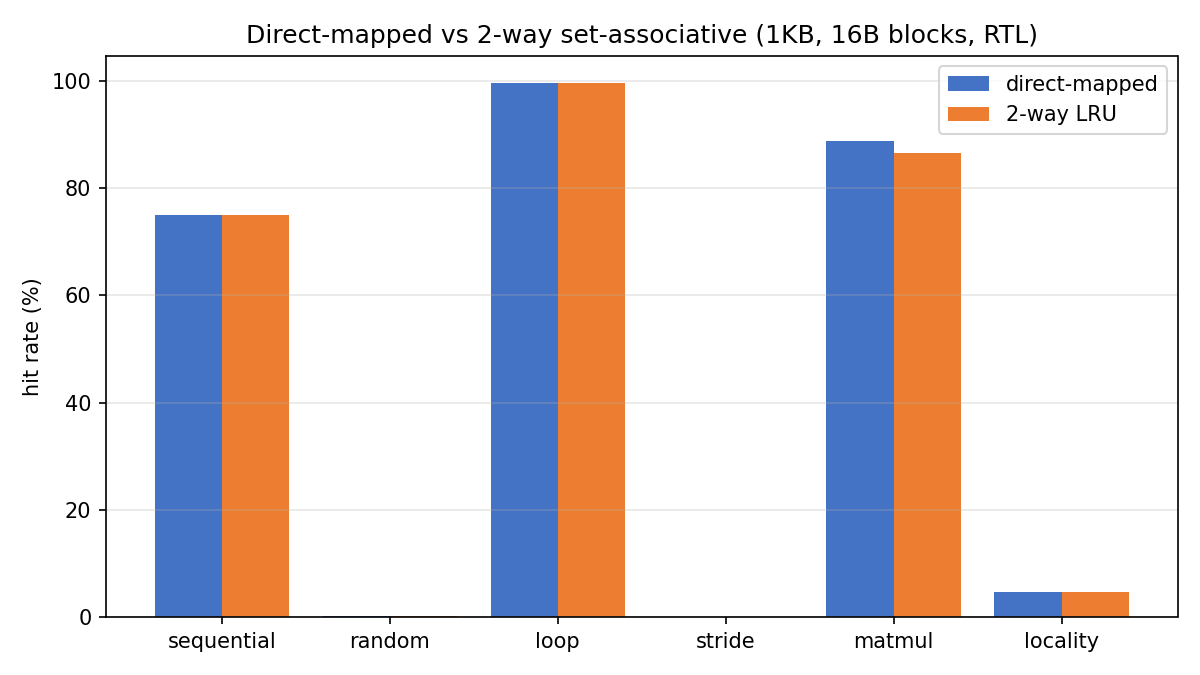 Direct-mapped vs 2-way set-associative (1KB, 16B blocks, RTL)
direct-mapped
2-way LRU
hit rate (%)
100
80
60
40
20
0
sequential random loop stride matmul locality